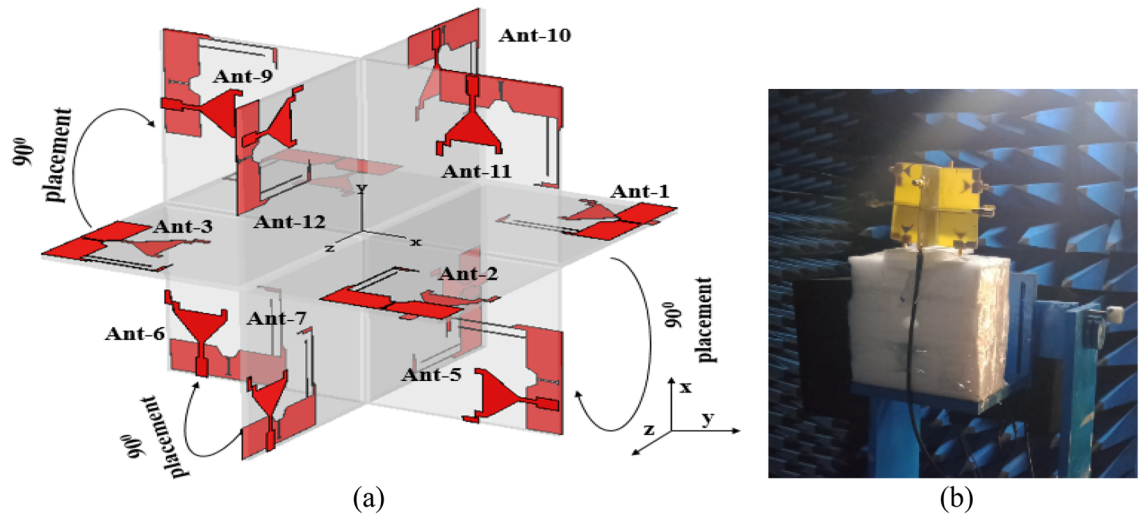 Ant-10
Ant-9
90⁰
placement
Ant-11
Ant-1
Y
Ant-12
Ant-3
x
z
Ant-2
90⁰
placement
Ant-7
Ant-6
Ant-5
x
90⁰
placement
z
y
(a)
(b)